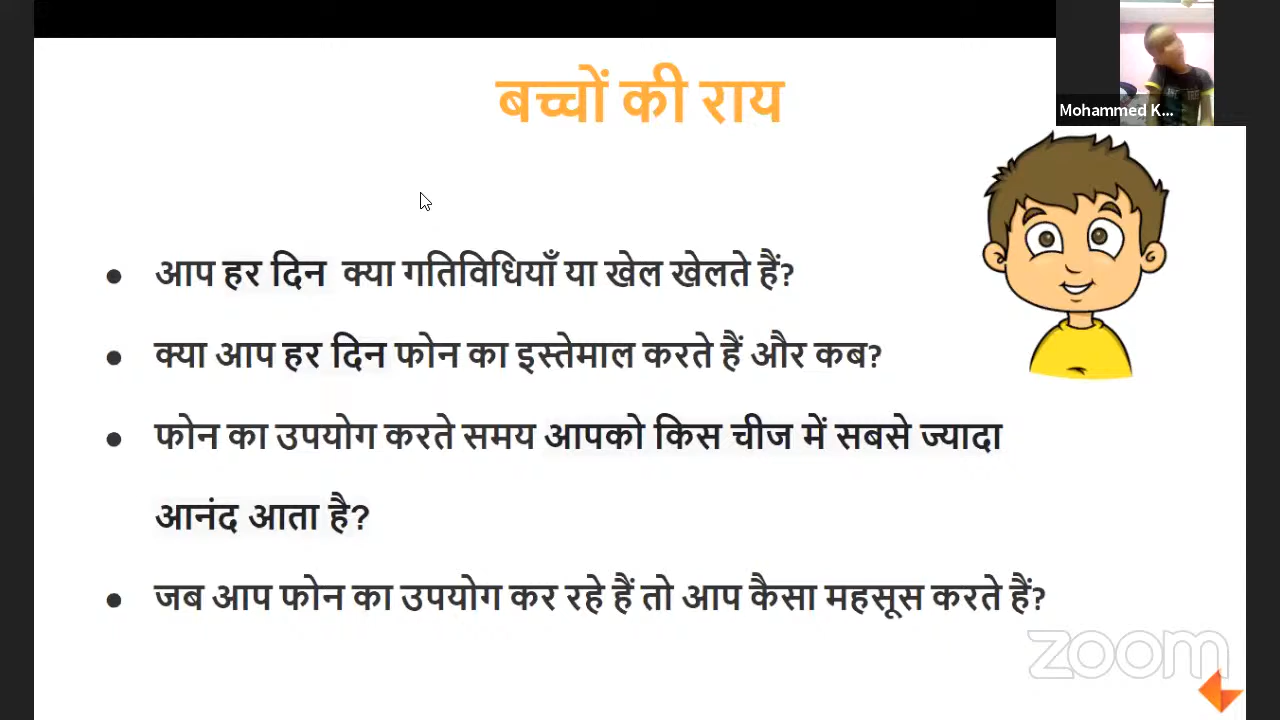 बच्चों की राय
Mohammed K...
आप हर दिन क्या गतिविधियाँ या खेल खेलते हैं?
क्या आप हर दिन फोन का इस्तेमाल करते हैं और कब?
फोन का उपयोग करते समय आपको किस चीज में सबसे ज्यादा
आनंद आता है?
जब आप फोन का उपयोग कर रहे हैं तो आप कैसा महसूस करते हैं?
zoom